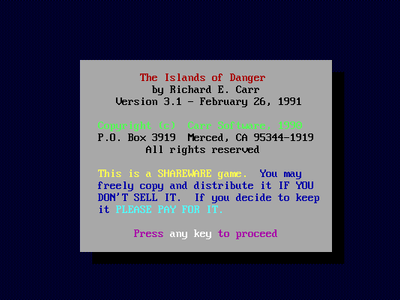 The Islands of Danger
by Richard E. Carr
Version 3.1 - February 26, 1991
Copyright (c) Carr Software, 1990
P.O. Box 3919 Merced, CA 95344-1919
All rights reserved
This is a SHAREWARE game. You may
freely copy and distribute it IF YOU
DON'T SELL IT. If you decide to keep
it PLEASE PAY FOR IT.
Press any key to proceed